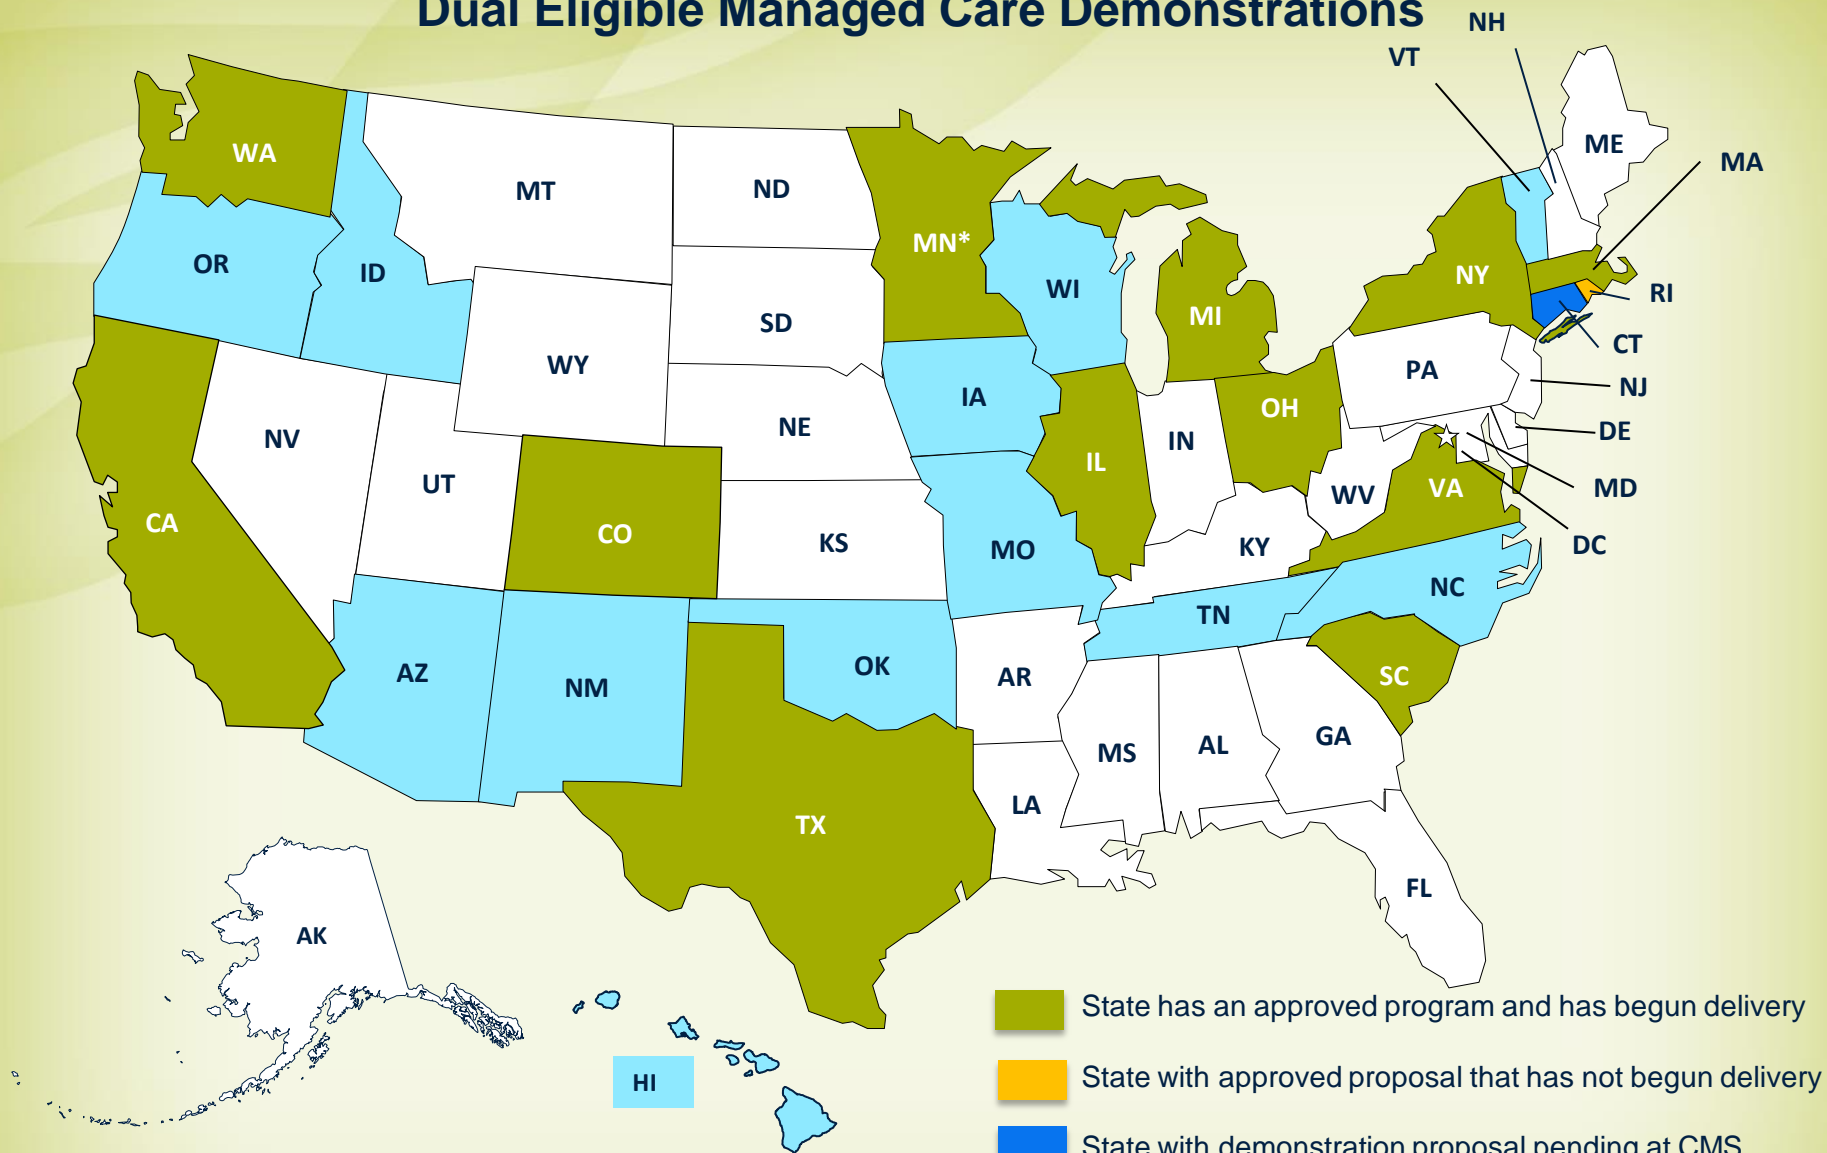 Dual Eligible Managed Care Demonstrations
NH
VT
ME
MA
WA
MT
ND
MN*
OR
ID
WI
NY
RI
SD
MI
CT
WY
PA
NJ
IA
OH
DE
NV
NE
IN
UT
IL
WV
VA
MD
CA
CO
KS
MO
KY
DC
NC
TN
AZ
NM
OK
AR
SC
MS
AL
GA
LA
TX
FL
AK
State has an approved program and has begun delivery
HI
State with approved proposal that has not begun delivery
State with demonstration proposal pending at CMS